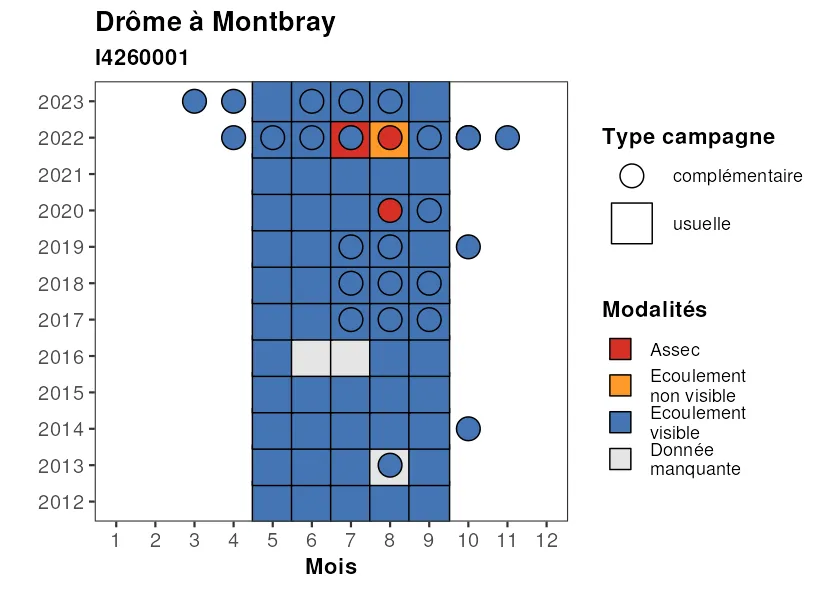 Drôme à Montbray
I4260001
2023
2022
2021
2020
2019
2018
2017
2016
2015
2014
2013
2012
1 2 3 4 5 6 7 8 9 10 11 12
Mois
Type campagne
complémentaire
usuelle
Modalités
Assec
Ecoulement
non visible
Ecoulement
visible
Donnée
manquante